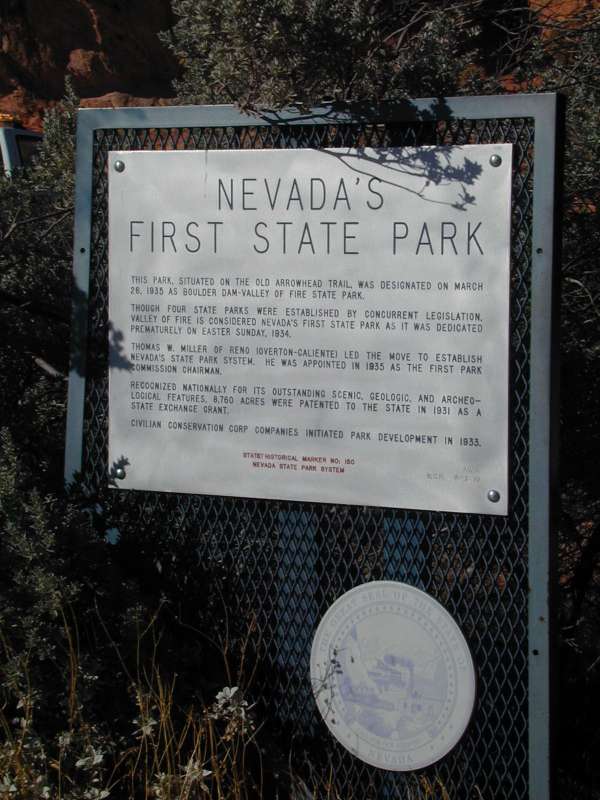 NEVADA'S
FIRST STATE PARK
THIS PARK, SITUATED ON THE OLD ARROWHEAD TRAIL, WAS DESIGNATED ON MARCH
26, 1935 AS BOULDER DAM-VALLEY OF FIRE STATE PARK.
THOUGH FOUR STATE PARKS WERE ESTABLISHED BY CONCURRENT LEGISLATION,
VALLEY OF FIRE IS CONSIDERED NEVADA'S FIRST STATE PARK AS IT WAS DEDICATED
PREMATURELY ON EASTER SUNDAY, 1934.
THOMAS W. MILLER OF RENO (OVERTON-CALIENTE) LED THE MOVE TO ESTABLISH
NEVADA'S STATE PARK SYSTEM. HE WAS APPOINTED IN 1935 AS THE FIRST PARK
COMMISSION CHAIRMAN.
RECOGNIZED NATIONALLY FOR ITS OUTSTANDING SCENIC, GEOLOGIC, AND ARCHEO-
LOGICAL FEATURES, 8,760 ACRES WERE PATENTED TO THE STATE IN 1931 AS A
STATE EXCHANGE GRANT.
CIVILIAN CONSERVATION CORP COMPANIES INITIATED PARK DEVELOPMENT IN 1933.
STATE HISTORICAL MARKER NO: 150
NEVADA STATE PARK SYSTEM
GREAT SEAL OF THE
NEVADA